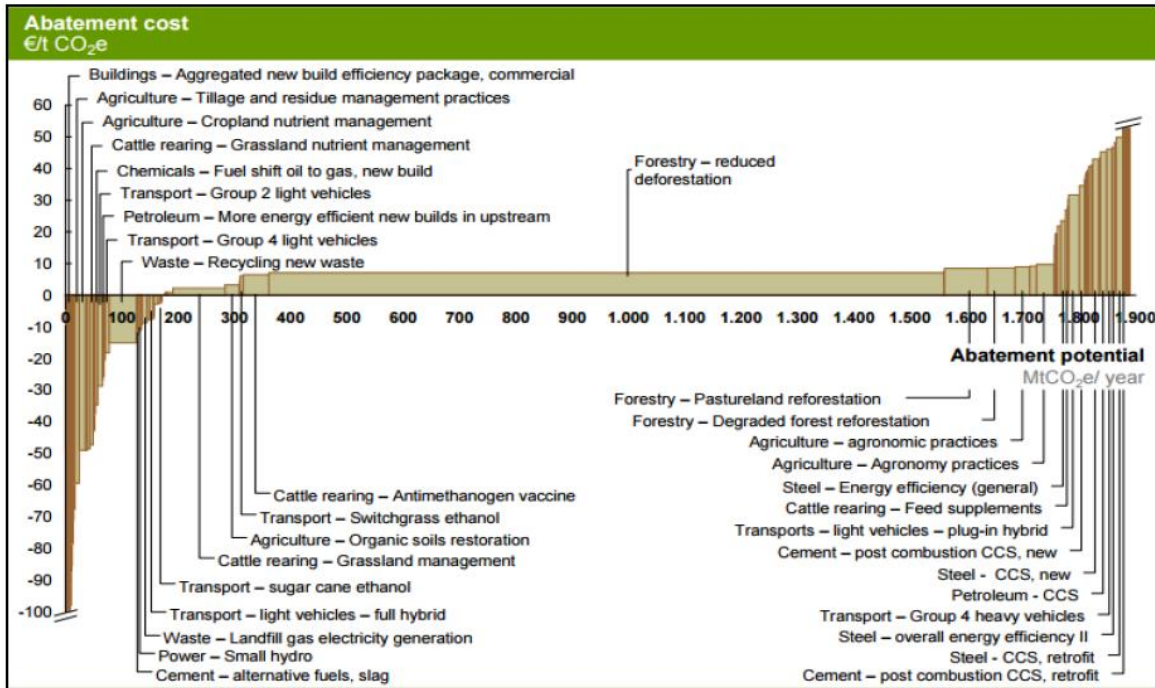 Abatement cost
€/t CO₂e
Buildings – Aggregated new build efficiency package, commercial
Agriculture – Tillage and residue management practices
Agriculture – Cropland nutrient management
Cattle rearing – Grassland nutrient management
Chemicals – Fuel shift oil to gas, new build
Transport – Group 2 light vehicles
Petroleum – More energy efficient new builds in upstream
Transport – Group 4 light vehicles
Waste – Recycling new waste
Forestry – reduced
deforestation
60
50
40
30
20
10
0
-10
-20
-30
-40
-50
-60
-70
-80
-90
-100
0 100 200 300 400 500 600 700 800 900 1.000 1.100 1.200 1.300 1.400 1.500 1.600 1.700 1.800 1.900
Abatement potential
MtCO₂e/ year
Forestry – Pastureland reforestation
Forestry – Degraded forest reforestation
Agriculture – agronomic practices
Agriculture – Agronomy practices
Steel – Energy efficiency (general)
Cattle rearing – Feed supplements
Transports – light vehicles – plug-in hybrid
Cement – post combustion CCS, new
Steel - CCS, new
Petroleum - CCS
Transport – Group 4 heavy vehicles
Steel – overall energy efficiency II
Steel - CCS, retrofit
Cement – post combustion CCS, retrofit
Cattle rearing – Antimethanogen vaccine
Transport – Switchgrass ethanol
Agriculture – Organic soils restoration
Cattle rearing – Grassland management
Transport – sugar cane ethanol
Transport – light vehicles – full hybrid
Waste – Landfill gas electricity generation
Power – Small hydro
Cement – alternative fuels, slag